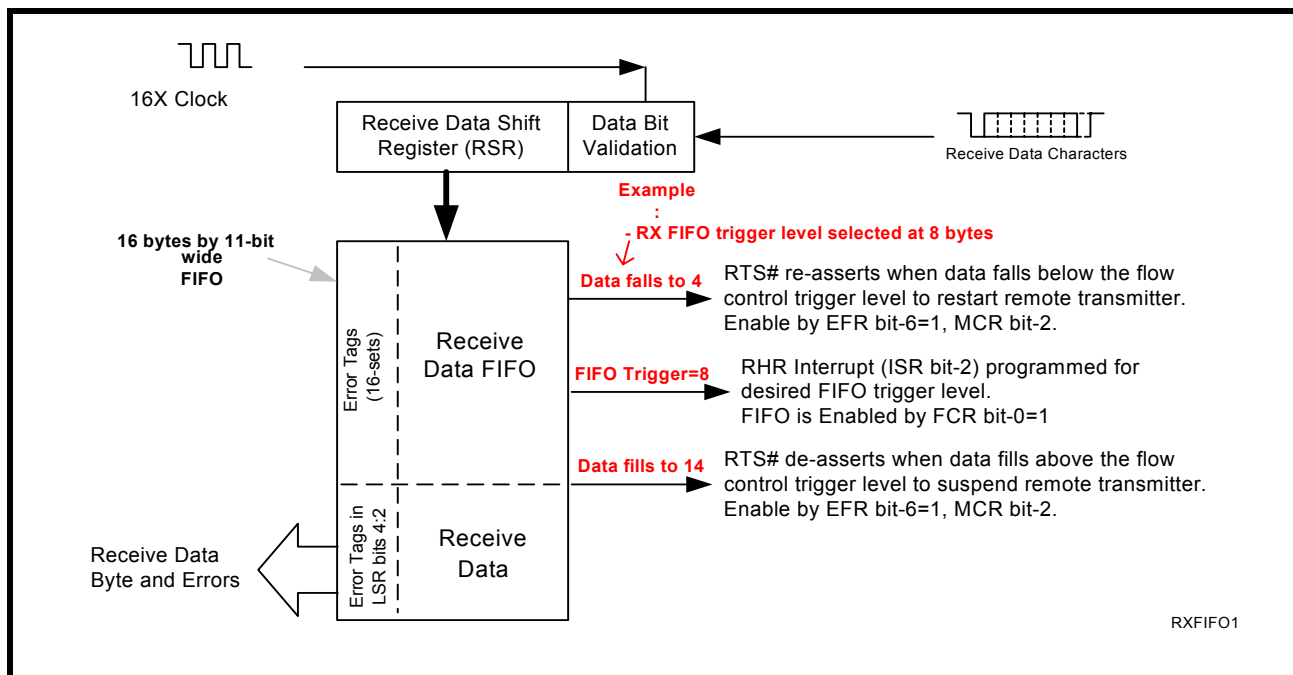 16X Clock
Receive Data Shift
Register (RSR)
Data Bit
Validation
Receive Data Characters
Example
:
- RX FIFO trigger level selected at 8 bytes
16 bytes by 11-bit
wide
FIFO
Error Tags
(16-sets)
Receive
Data FIFO
Data falls to 4
RTS# re-asserts when data falls below the flow
control trigger level to restart remote transmitter.
Enable by EFR bit-6=1, MCR bit-2.
FIFO Trigger=8
RHR Interrupt (ISR bit-2) programmed for
desired FIFO trigger level.
FIFO is Enabled by FCR bit-0=1
Data fills to 14
RTS# de-asserts when data fills above the flow
control trigger level to suspend remote transmitter.
Enable by EFR bit-6=1, MCR bit-2.
Error Tags in
LSR bits 4:2
Receive
Data
Receive Data
Byte and Errors
RXFIFO1